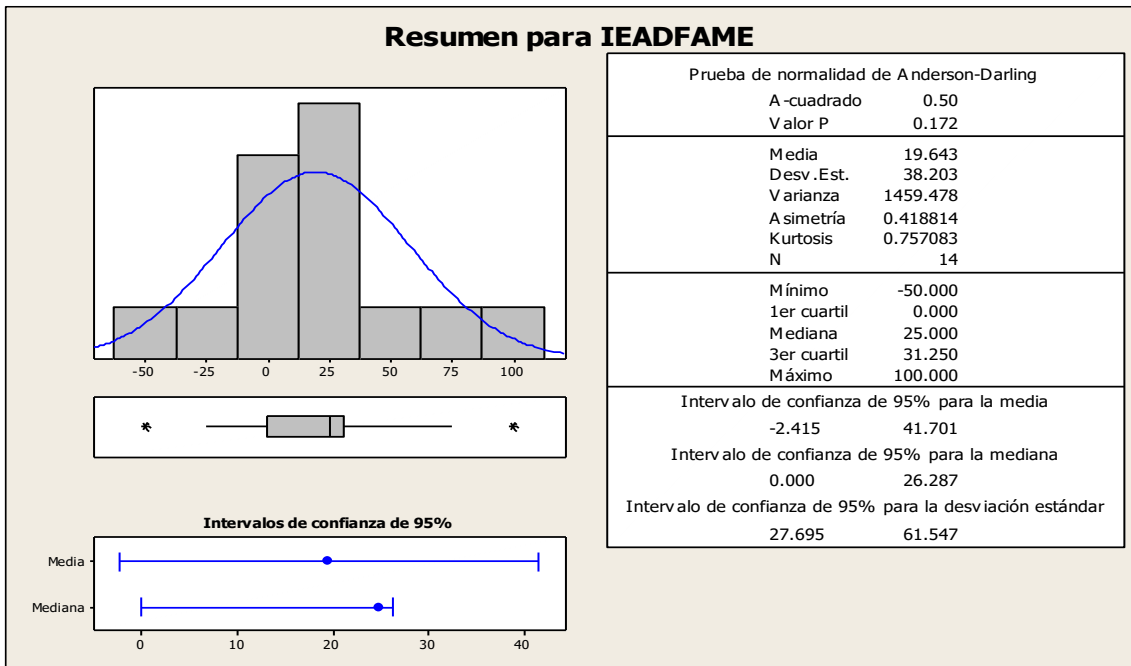 Resumen para IEADFAME
-50 -25 0 25 50 75 100
Intervalos de confianza de 95%
Media
Mediana
0 10 20 30 40
Prueba de normalidad de Anderson-Darling
A-cuadrado 0.50
Valor P 0.172
Media 19.643
Desv.Est. 38.203
Varianza 1459.478
Asimetría 0.418814
Kurtosis 0.757083
N 14
Mínimo -50.000
1er cuartil 0.000
Mediana 25.000
3er cuartil 31.250
Máximo 100.000
Intervalo de confianza de 95% para la media
-2.415 41.701
Intervalo de confianza de 95% para la mediana
0.000 26.287
Intervalo de confianza de 95% para la desviación estándar
27.695 61.547